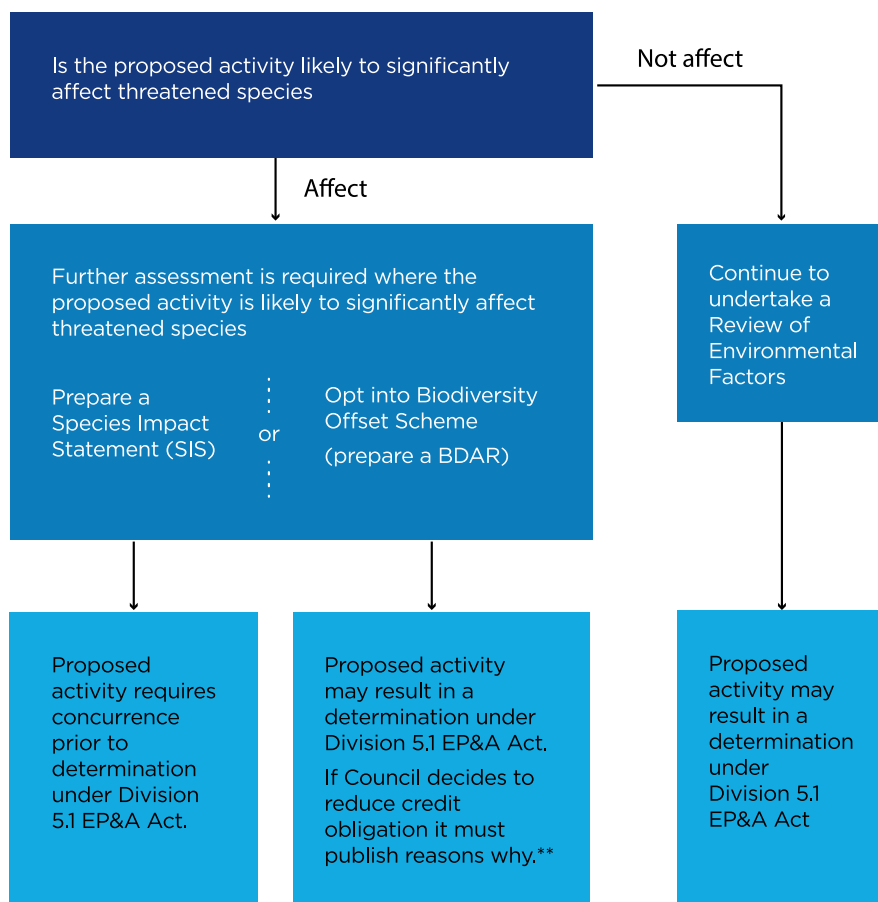 Is the proposed activity likely to significantly
affect threatened species
Not affect
Affect
Further assessment is required where the
proposed activity is likely to significantly affect
threatened species
Prepare a
Species Impact
Statement (SIS)
or
Opt into Biodiversity
Offset Scheme
(prepare a BDAR)
Continue to
undertake a
Review of
Environmental
Factors
Proposed
activity requires
concurrence
prior to
determination
under Division
5.1 EP&A Act.
Proposed activity
may result in a
determination under
Division 5.1 EP&A Act.
If Council decides to
reduce credit
obligation it must
publish reasons why.**
Proposed
activity may
result in a
determination
under
Division 5.1
EP&A Act